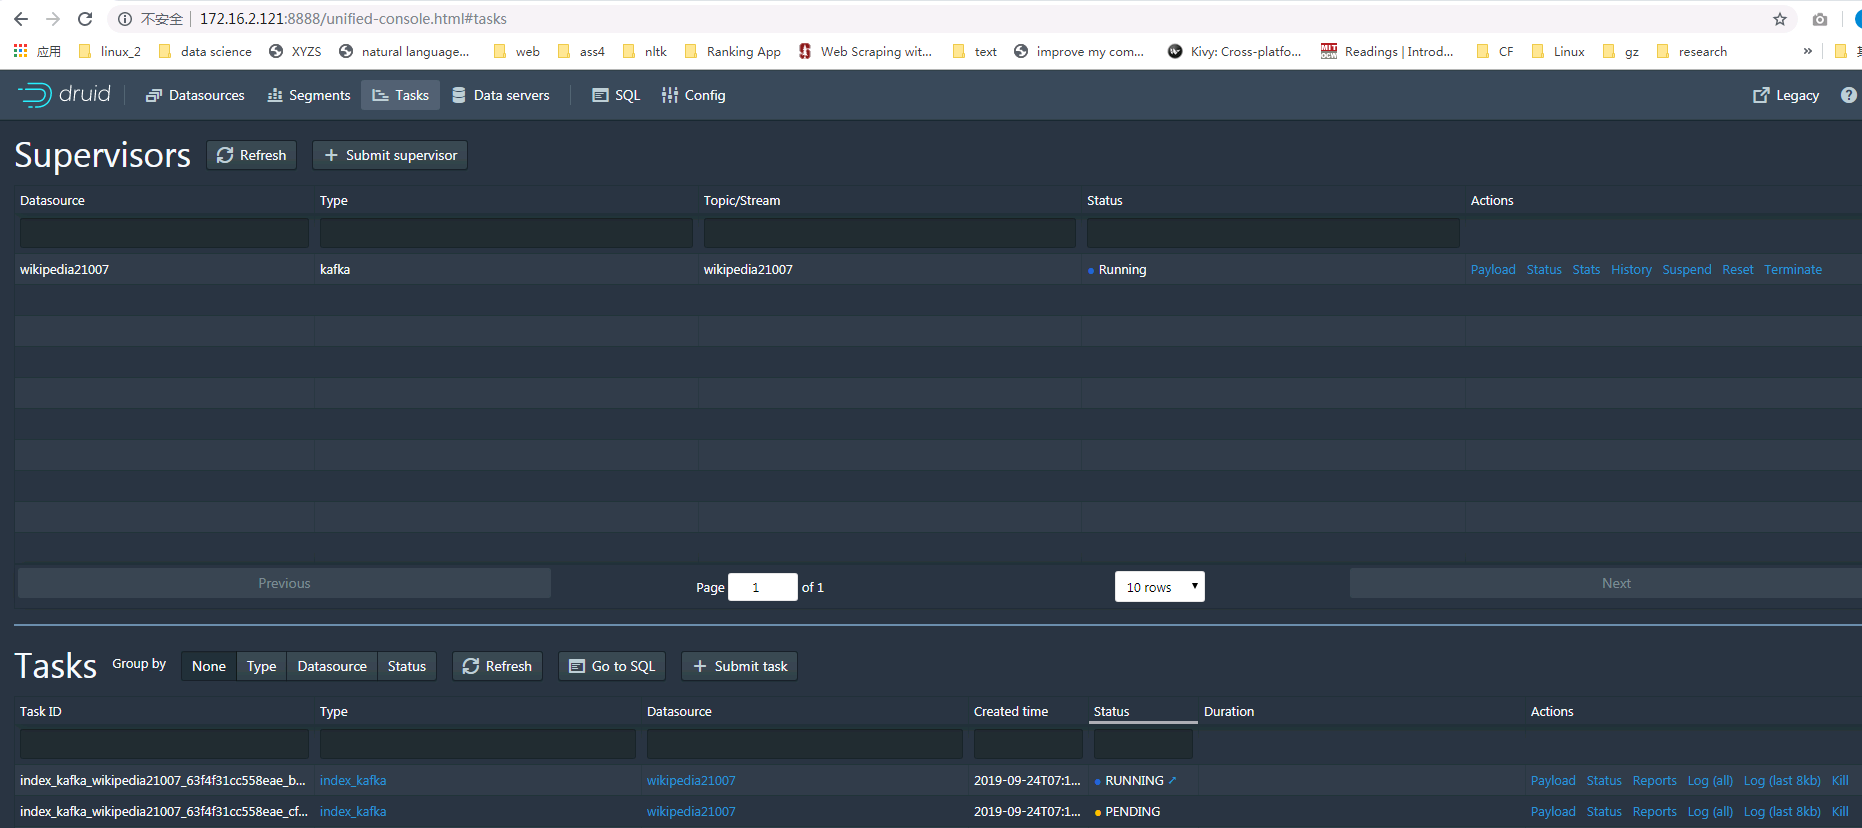 不安全 172.16.2.121:8888/unified-console.html#tasks
应用 linux_2 data science XYZS natural language... web ass4 nltk Ranking App Web Scraping wit... text improve my com... Kivy: Cross-platfo... Readings | Introd... CF Linux gz research »
druid Datasources Segments Tasks Data servers SQL Config Legacy
Supervisors Refresh Submit supervisor
Datasource Type Topic/Stream Status Actions
wikipedia21007 kafka wikipedia21007 Running Payload Status Stats History Suspend Reset Terminate
Previous Page 1 of 1 10 rows Next
Tasks Group by None Type Datasource Status Refresh Go to SQL Submit task
Task ID Type Datasource Created time Status Duration Actions
index_kafka_wikipedia21007_63f4f31cc558eae_b... index_kafka wikipedia21007 2019-09-24T07:1... RUNNING Payload Status Reports Log (all) Log (last 8kb) Kill
index_kafka_wikipedia21007_63f4f31cc558eae_cf... index_kafka wikipedia21007 2019-09-24T07:1... PENDING Payload Status Reports Log (all) Log (last 8kb) Kill